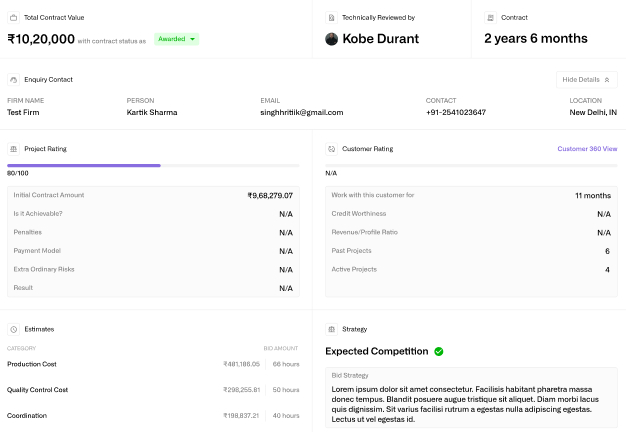 Total Contract Value
₹10,20,000 with contract status as Awarded
Technically Reviewed by
Kobe Durant
Contract
2 years 6 months
Enquiry Contact
Hide Details
FIRM NAME PERSON EMAIL CONTACT LOCATION
Test Firm Kartik Sharma singhhritiik@gmail.com +91-2541023647 New Delhi, IN
Project Rating
80/100
Initial Contract Amount ₹9,68,279.07
Is it Achievable? N/A
Penalties N/A
Payment Model N/A
Extra Ordinary Risks N/A
Result N/A
Customer Rating
Customer 360 View
N/A
Work with this customer for 11 months
Credit Worthiness N/A
Revenue/Profile Ratio N/A
Past Projects 6
Active Projects 4
Estimates
CATEGORY BID AMOUNT
Production Cost ₹481,186.05 66 hours
Quality Control Cost ₹298,255.81 50 hours
Coordination ₹198,837.21 40 hours
Strategy
Expected Competition
Bid Strategy
Lorem ipsum dolor sit amet consectetur. Facilisis habitant pharetra massa
donec tempus. Blandit posuere augue tristique sit aliquet. Diam morbi lacus
quis dignissim. Sit varius facilisi rutrum a egestas nulla adipiscing egestas.
Lectus ut vel egestas id.